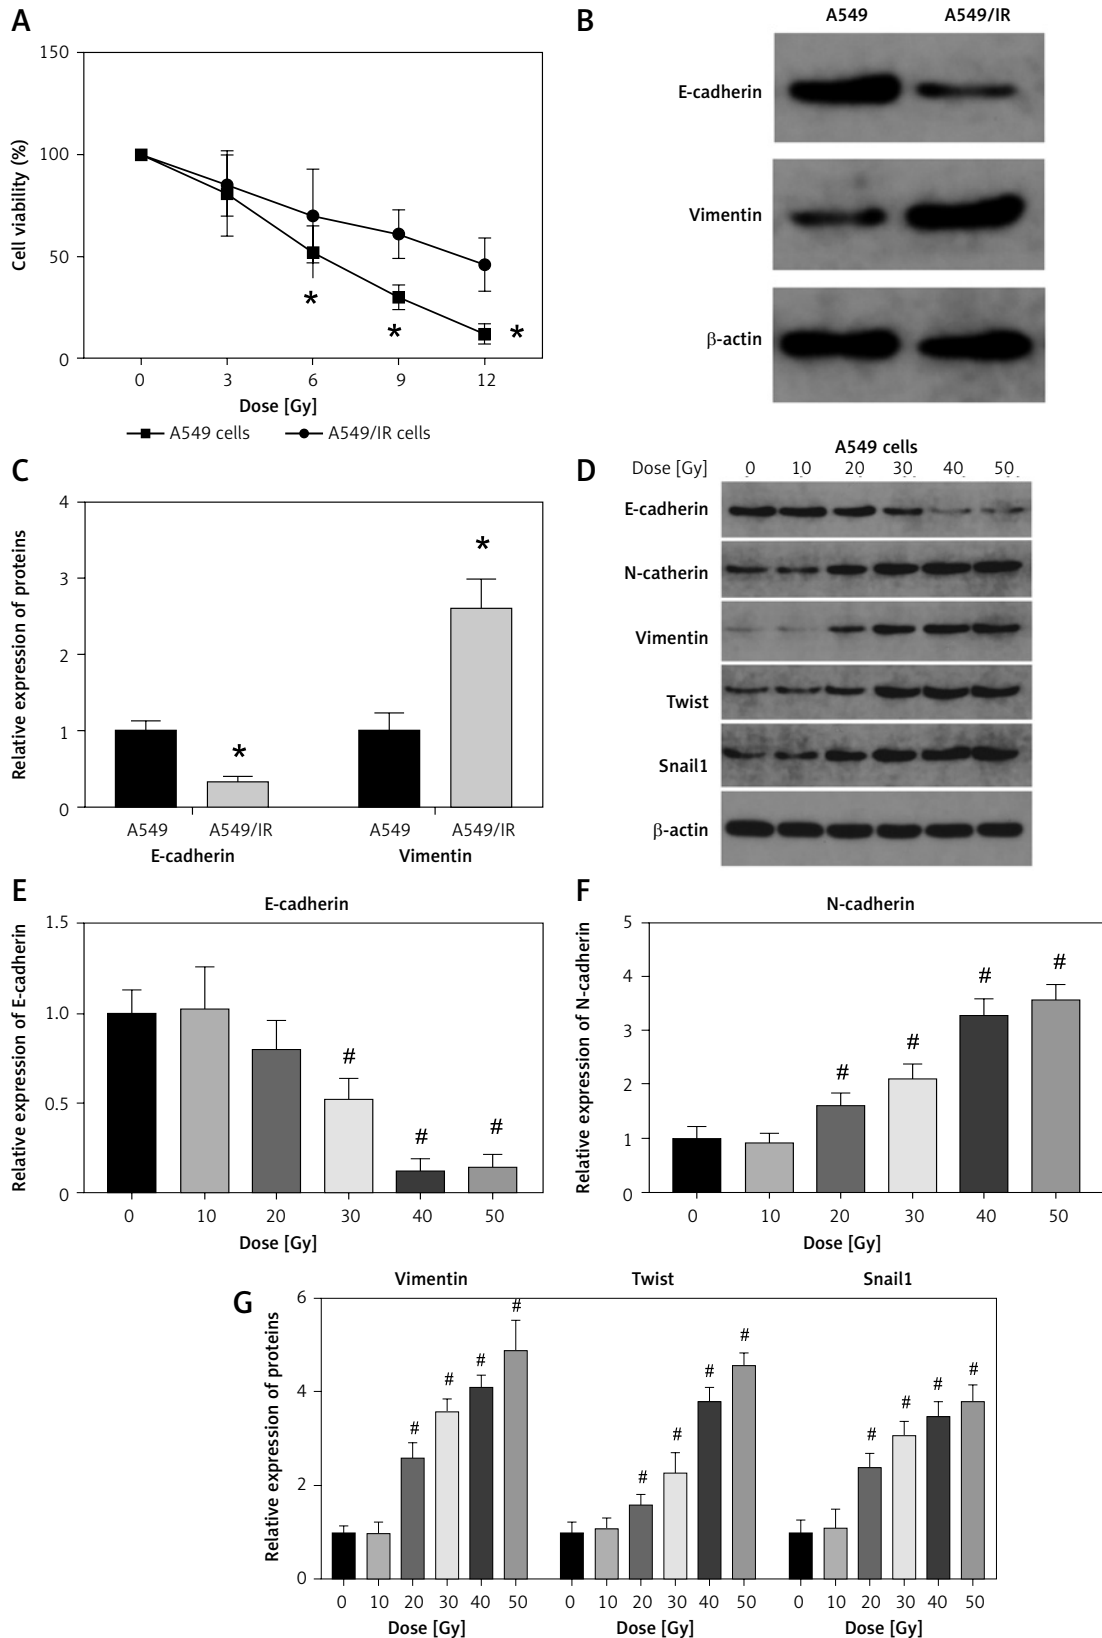 A
150
100
50
0
Cell viability (%)
*
*
*
0 3 6 9 12
Dose [Gy]
A549 cells A549/IR cells
B
A549 A549/IR
E-cadherin
Vimentin
β-actin
C
4
3
2
1
0
Relative expression of proteins
*
*
A549 A549/IR A549 A549/IR
E-cadherin Vimentin
D
A549 cells
Dose [Gy] 0 10 20 30 40 50
E-cadherin
N-catherin
Vimentin
Twist
Snail1
β-actin
E
E-cadherin
1.5
1.0
0.5
0
Relative expression of E-cadherin
# # #
0 10 20 30 40 50
Dose [Gy]
F
N-cadherin
5
4
3
2
1
0
Relative expression of N-cadherin
# # # #
0 10 20 30 40 50
Dose [Gy]
G
Vimentin Twist Snail1
6
4
2
0
Relative expression of proteins
# # # # # # # # # # # #
0 10 20 30 40 50 0 10 20 30 40 50 0 10 20 30 40 50
Dose [Gy] Dose [Gy] Dose [Gy]